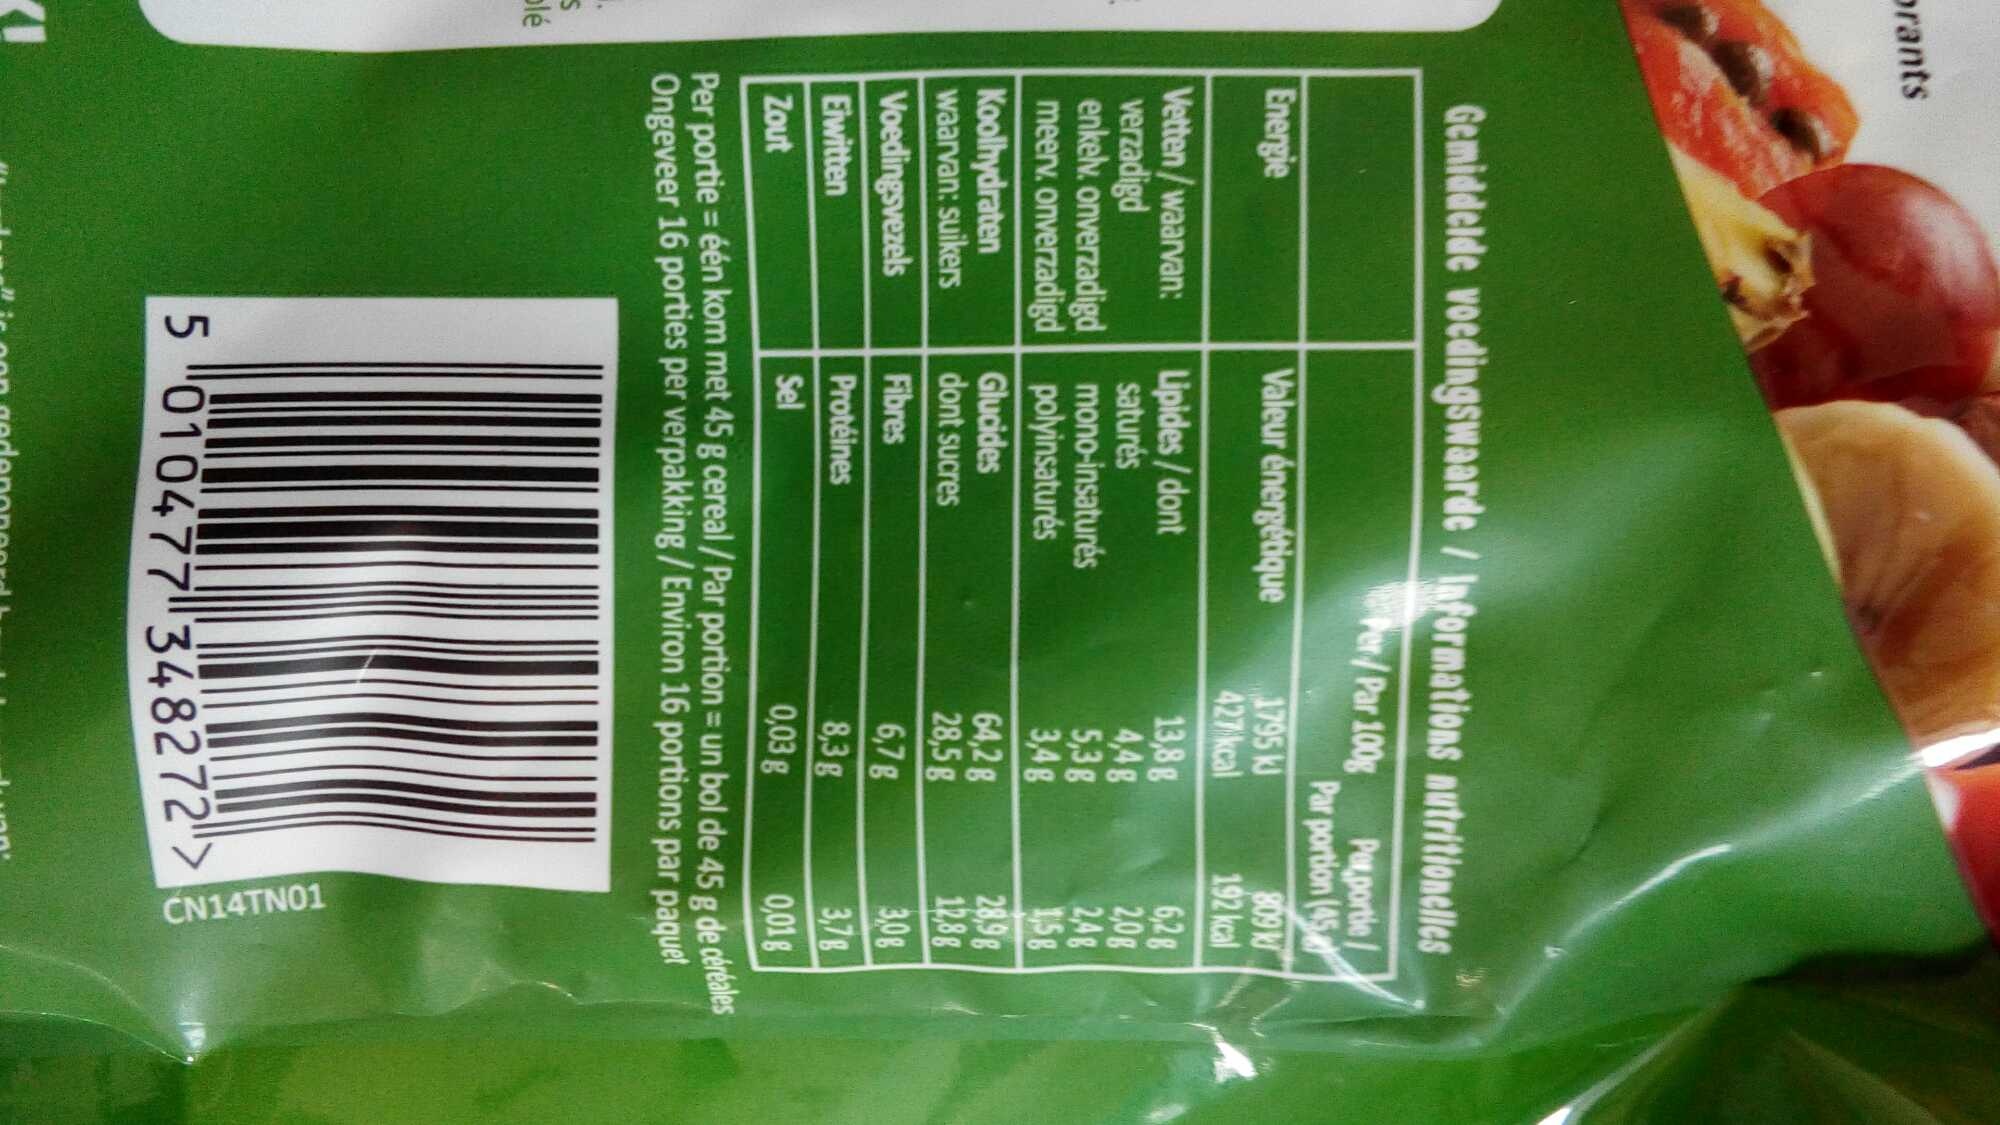 orants
Gemiddelde voedingswaarde / Informations nutritionelles
Per / Par 100g Per portie /
Par portion (45 g)
Energie Valeur énergétique 1795 kJ 809 kJ
427 kcal 192 kcal
Vetten / waarvan: Lipides / dont 13,8 g 6,2 g
verzadigd saturés 4,4 g 2,0 g
enkelv. onverzadigd mono-insaturés 5,3 g 2,4 g
meerv. onverzadigd polyinsaturés 3,4 g 1,5 g
Koolhydraten Glucides 64,2 g 28,9 g
waarvan: suikers dont sucres 28,5 g 12,8 g
Voedingsvezels Fibres 6,7 g 3,0 g
Eiwitten Protéines 8,3 g 3,7 g
Zout Sel 0,03 g 0,01 g
Per portie = één kom met 45 g cereal / Par portion = un bol de 45 g de céréales
Ongeveer 16 porties per verpakking / Environ 16 portions par paquet
5 010477 348272 >
CN14TN01